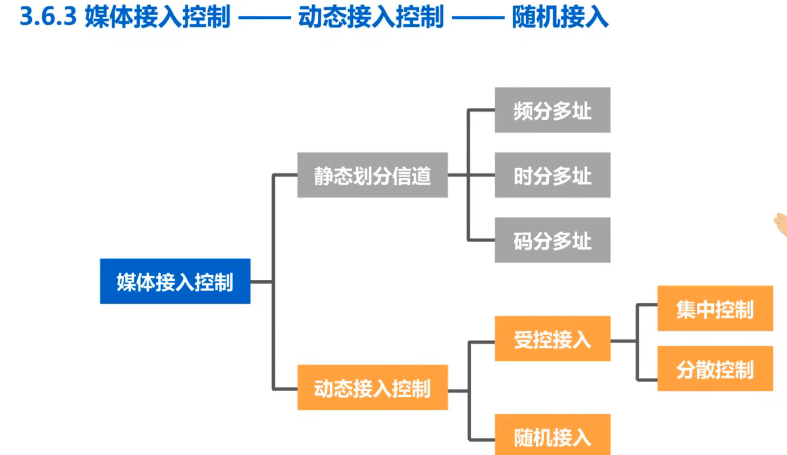 3.6.3 媒体接入控制 —— 动态接入控制 —— 随机接入
频分多址
静态划分信道
时分多址
码分多址
媒体接入控制
集中控制
受控接入
分散控制
动态接入控制
随机接入